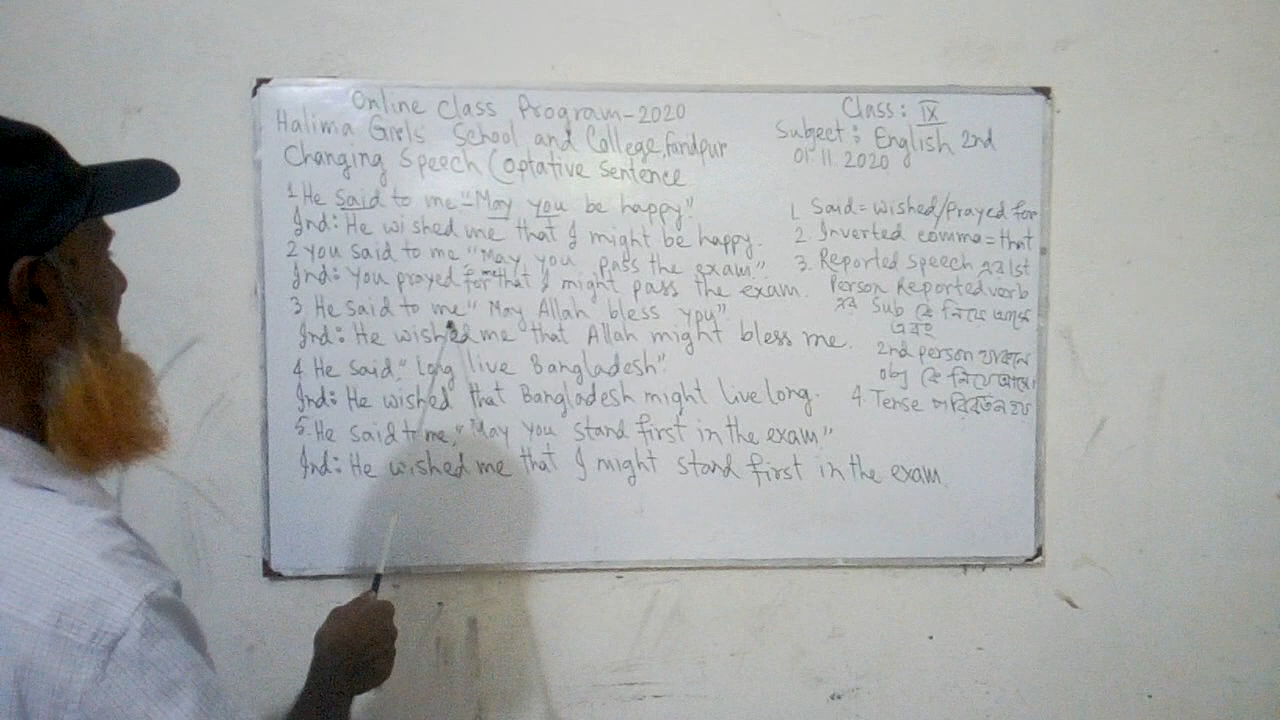 Online Class Program-2020
Halima Girls School and College, Faridpur
Changing Speech (optative sentence
Class: IX
Subject: English 2nd
01.11.2020
1. He said to me "May you be happy."
Ind: He wished me that I might be happy.
2 you said to me "May you pass the exam."
Ind: You prayed for me that I might pass the exam.
3 He said to me "May Allah bless you".
Ind: He wished me that Allah might bless me.
4 He said, "Long live Bangladesh".
Ind: He wished that Bangladesh might live long.
5. He said to me, "May you stand first in the exam"
Ind: He wished me that I might stand first in the exam.
1. Said = wished/prayed for
2. Inverted comma = that
3. Reported speech এর 1st
Person Reported verb
এর Sub কে নিয়ে আসে
এবং
2nd person থাকলে
obj কে নিয়ে আসে।
4. Tense পরিবর্তন হয়